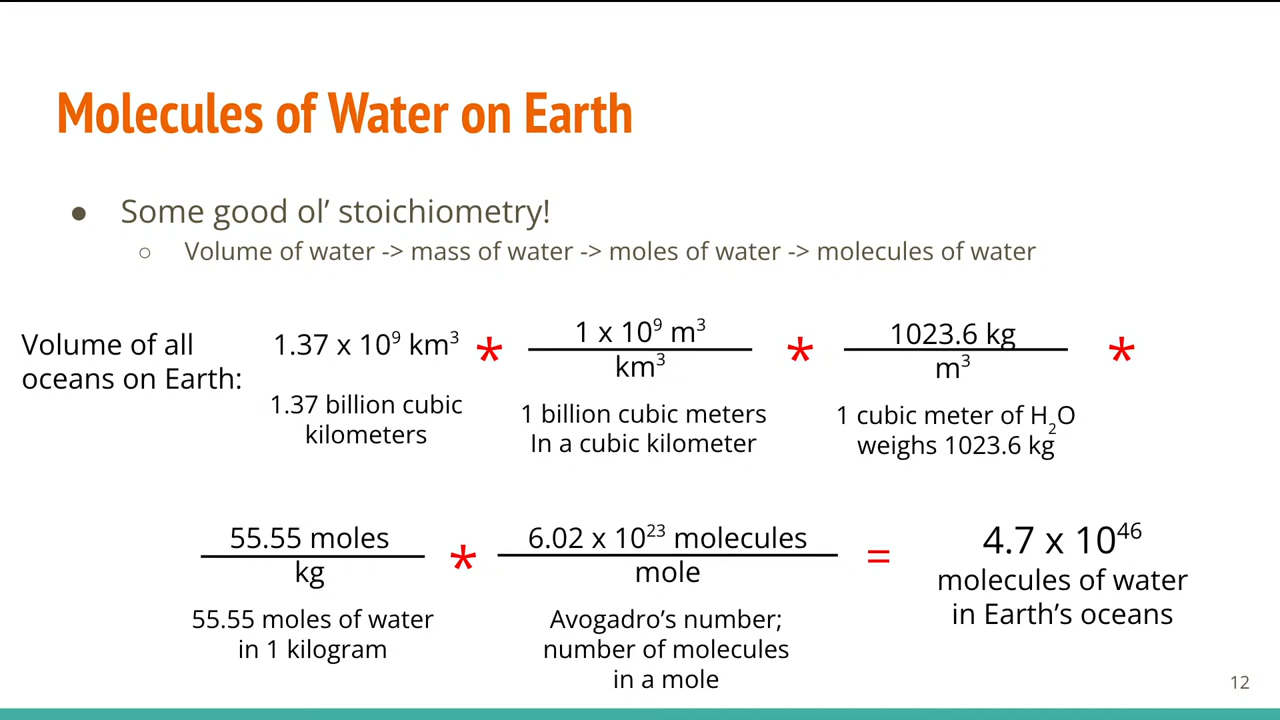 Molecules of Water on Earth
● Some good ol’ stoichiometry!
○ Volume of water -> mass of water -> moles of water -> molecules of water
Volume of all
oceans on Earth:
1.37 x 10⁹ km³ * 1 x 10⁹ m³ * 1023.6 kg *
km³ m³
1.37 billion cubic
kilometers
1 billion cubic meters
In a cubic kilometer
1 cubic meter of H₂O
weighs 1023.6 kg
55.55 moles * 6.02 x 10²³ molecules = 4.7 x 10⁴⁶
kg mole
molecules of water
in Earth’s oceans
55.55 moles of water
in 1 kilogram
Avogadro’s number;
number of molecules
in a mole
12